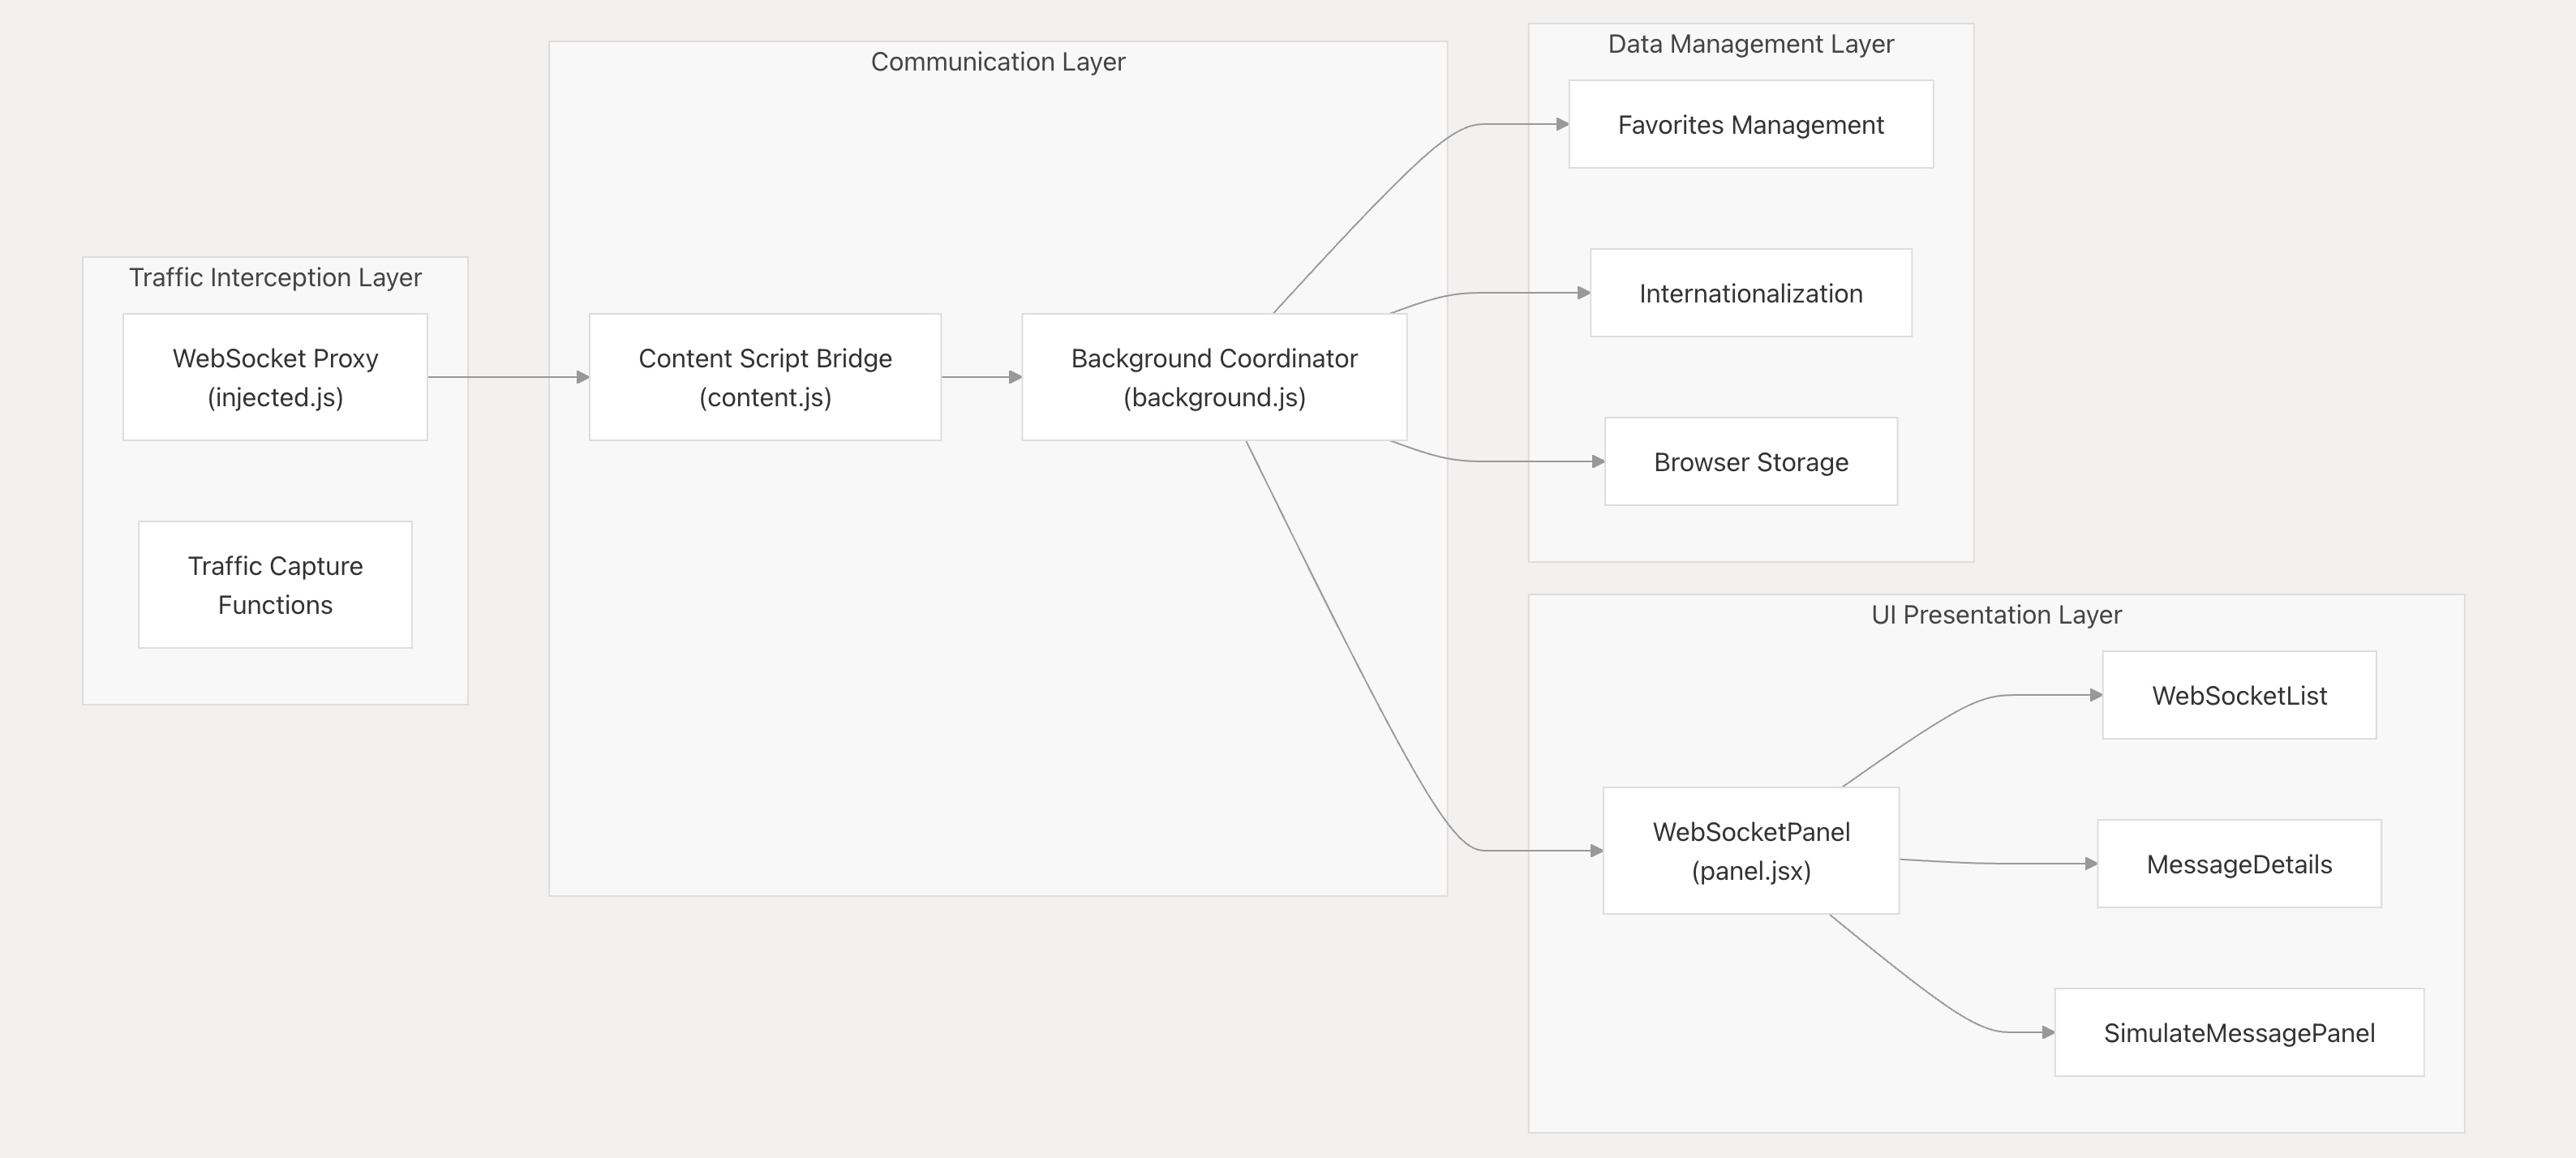 Traffic Interception Layer
WebSocket Proxy
(injected.js)
Traffic Capture
Functions
Communication Layer
Content Script Bridge
(content.js)
Background Coordinator
(background.js)
Data Management Layer
Favorites Management
Internationalization
Browser Storage
UI Presentation Layer
WebSocketPanel
(panel.jsx)
WebSocketList
MessageDetails
SimulateMessagePanel